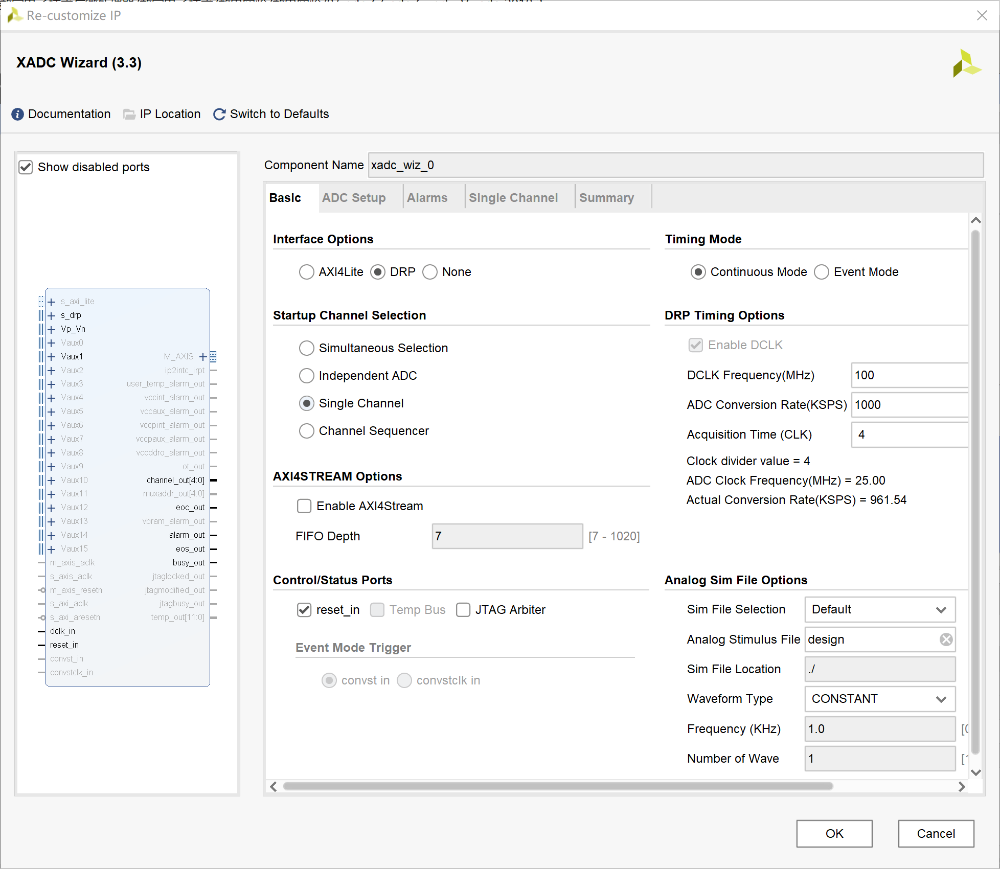 Re-customize IP
XADC Wizard (3.3)
Documentation IP Location Switch to Defaults
Show disabled ports
s_axi_lite
s_drp
Vp_Vn
Vaux0
Vaux1
Vaux2
Vaux3
Vaux4
Vaux5
Vaux6
Vaux7
Vaux8
Vaux9
Vaux10
Vaux11
Vaux12
Vaux13
Vaux14
Vaux15
m_axis_aclk
s_axis_aclk
m_axis_resetn
s_axi_aclk
s_axi_aresetn
dclk_in
reset_in
convst_in
convstclk_in
M_AXIS
ip2intc_irpt
user_temp_alarm_out
vccint_alarm_out
vccaux_alarm_out
vccpint_alarm_out
vccpaux_alarm_out
vccddro_alarm_out
ot_out
channel_out[4:0]
muxaddr_out[4:0]
eoc_out
vbram_alarm_out
alarm_out
eos_out
busy_out
jtaglocked_out
jtagmodified_out
jtagbusy_out
temp_out[11:0]
Component Name xadc_wiz_0
Basic ADC Setup Alarms Single Channel Summary
Interface Options
AXI4Lite DRP None
Startup Channel Selection
Simultaneous Selection
Independent ADC
Single Channel
Channel Sequencer
AXI4STREAM Options
Enable AXI4Stream
FIFO Depth 7 [7 - 1020]
Control/Status Ports
reset_in Temp Bus JTAG Arbiter
Event Mode Trigger
convst in convstclk in
Timing Mode
Continuous Mode Event Mode
DRP Timing Options
Enable DCLK
DCLK Frequency(MHz) 100
ADC Conversion Rate(KSPS) 1000
Acquisition Time (CLK) 4
Clock divider value = 4
ADC Clock Frequency(MHz) = 25.00
Actual Conversion Rate(KSPS) = 961.54
Analog Sim File Options
Sim File Selection Default
Analog Stimulus File design
Sim File Location ./
Waveform Type CONSTANT
Frequency (KHz) 1.0
Number of Wave 1
OK Cancel